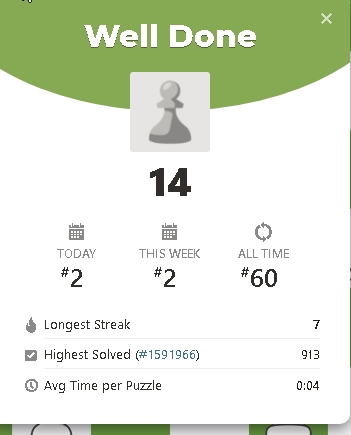 Well Done
14
TODAY THIS WEEK ALL TIME
#2 #2 #60
Longest Streak 7
Highest Solved (#1591966) 913
Avg Time per Puzzle 0:04